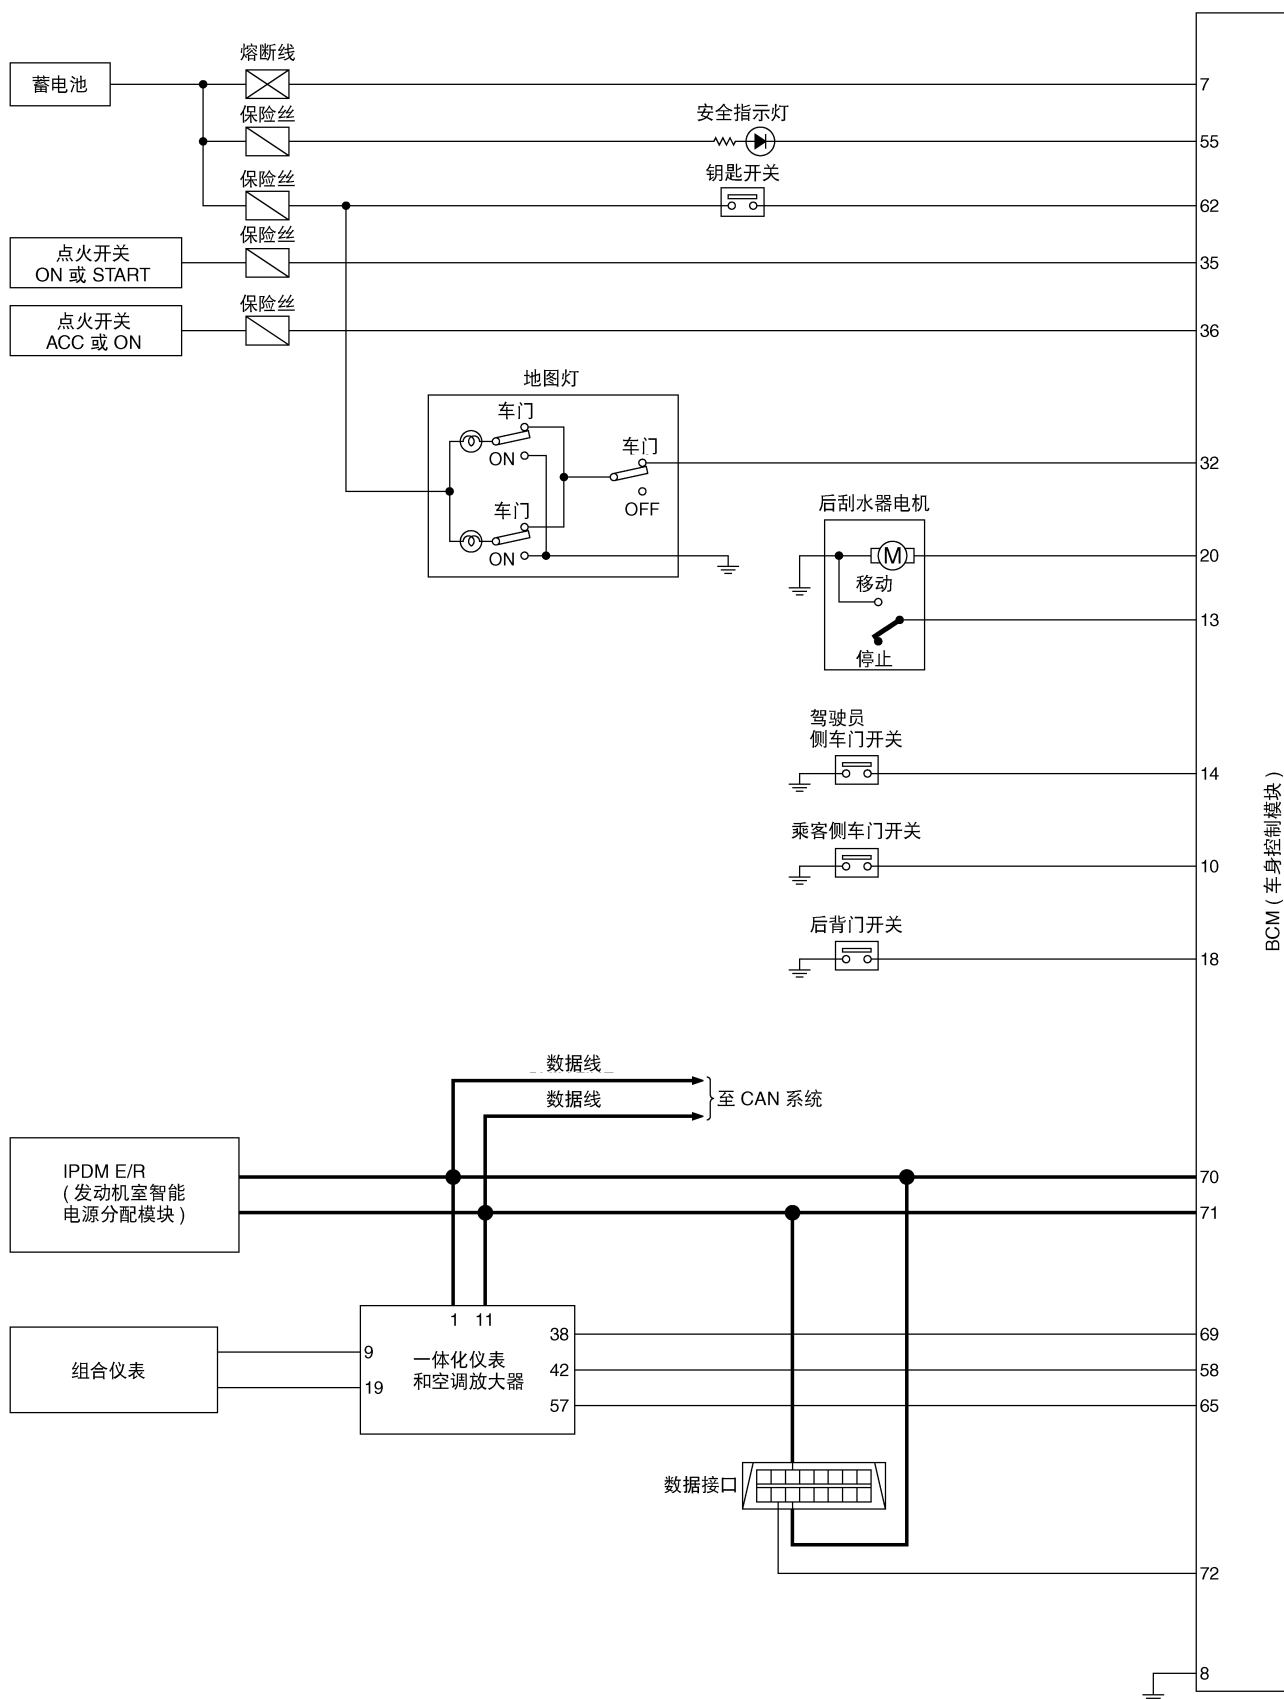 熔断线
蓄电池
7
保险丝
安全指示灯
55
保险丝
钥匙开关
62
保险丝
点火开关
ON 或 START
35
保险丝
点火开关
ACC 或 ON
36
地图灯
车门
ON
车门
32
车门
OFF
ON
后刮水器电机
M
20
移动
13
停止
驾驶员
侧车门开关
14
BCM ( 车身控制模块 )
乘客侧车门开关
10
后背门开关
18
数据线
数据线
至 CAN 系统
IPDM E/R
( 发动机室智能
电源分配模块 )
70
71
1 11
38
69
9
一体化仪表
和空调放大器
组合仪表
42
58
19
57
65
数据接口
72
8